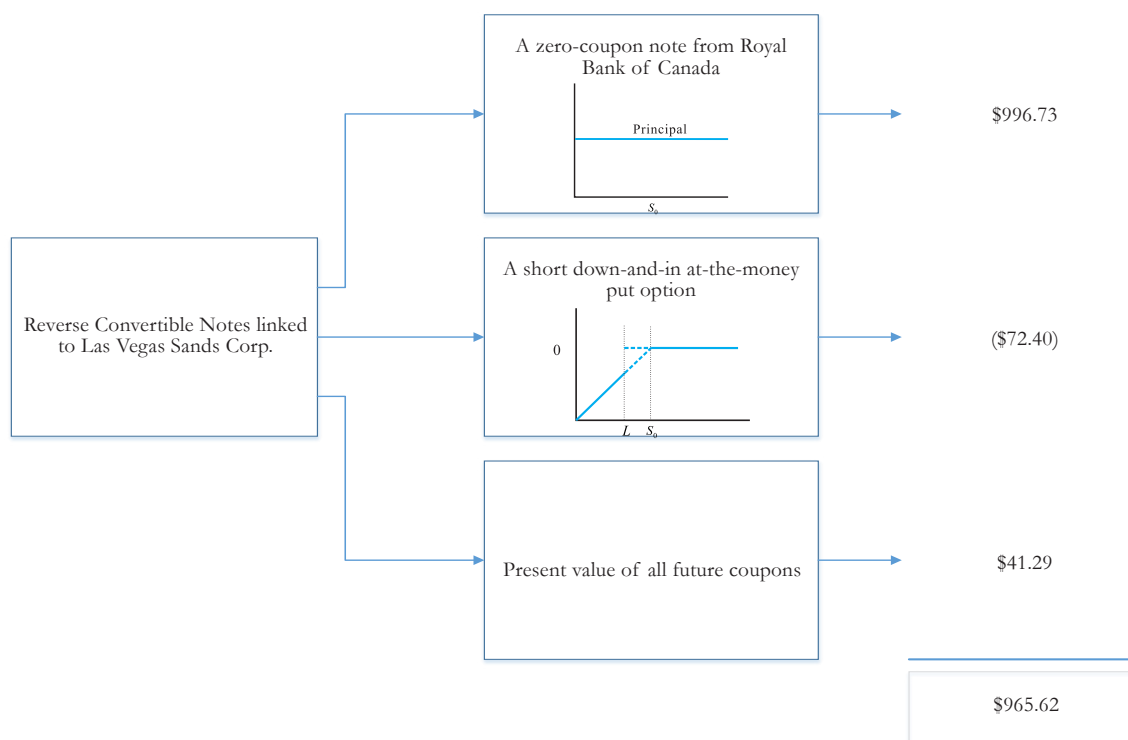 A zero-coupon note from Royal
Bank of Canada
Principal
S₀
$996.73
Reverse Convertible Notes linked
to Las Vegas Sands Corp.
A short down-and-in at-the-money
put option
0
L S₀
($72.40)
Present value of all future coupons
$41.29
$965.62